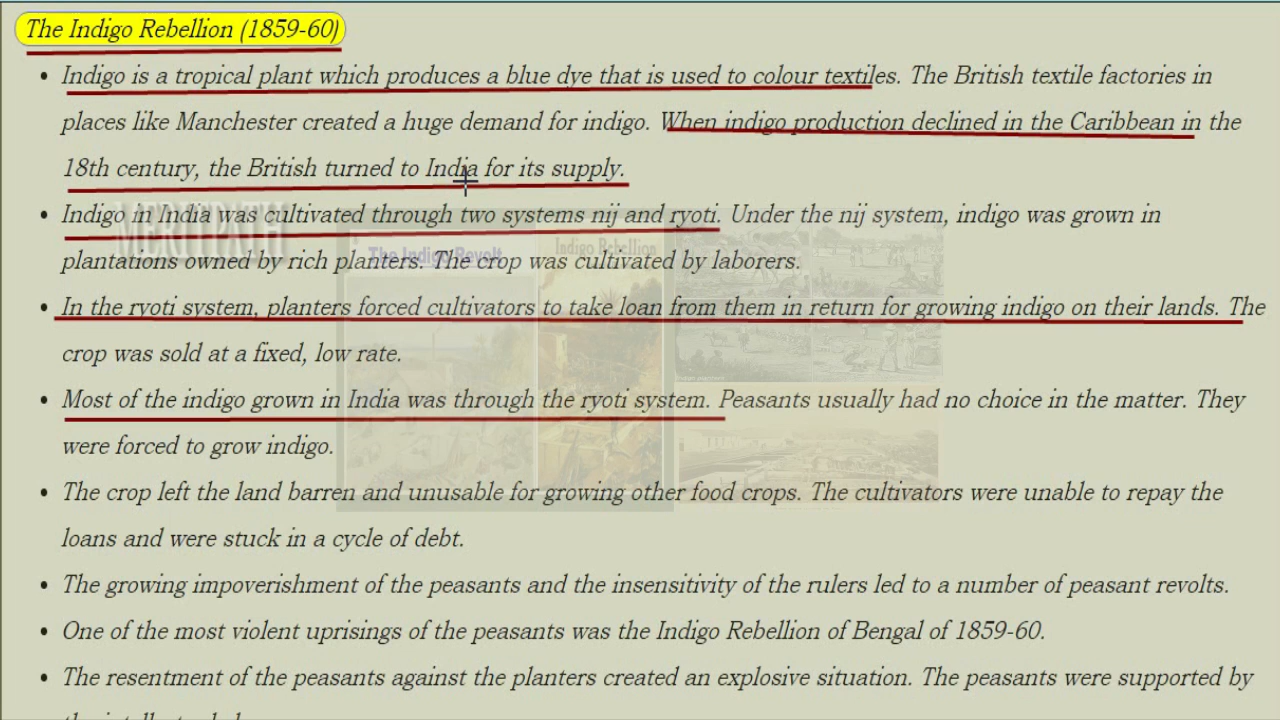 The Indigo Rebellion (1859-60)
• Indigo is a tropical plant which produces a blue dye that is used to colour textiles. The British textile factories in
places like Manchester created a huge demand for indigo. When indigo production declined in the Caribbean in the
18th century, the British turned to India for its supply.
• Indigo in India was cultivated through two systems nij and ryoti. Under the nij system, indigo was grown in
MERITPATH
The Indigo Revolt
Indigo Rebellion
plantations owned by rich planters. The crop was cultivated by laborers.
• In the ryoti system, planters forced cultivators to take loan from them in return for growing indigo on their lands. The
crop was sold at a fixed, low rate.
• Most of the indigo grown in India was through the ryoti system. Peasants usually had no choice in the matter. They
were forced to grow indigo.
• The crop left the land barren and unusable for growing other food crops. The cultivators were unable to repay the
loans and were stuck in a cycle of debt.
• The growing impoverishment of the peasants and the insensitivity of the rulers led to a number of peasant revolts.
• One of the most violent uprisings of the peasants was the Indigo Rebellion of Bengal of 1859-60.
• The resentment of the peasants against the planters created an explosive situation. The peasants were supported by